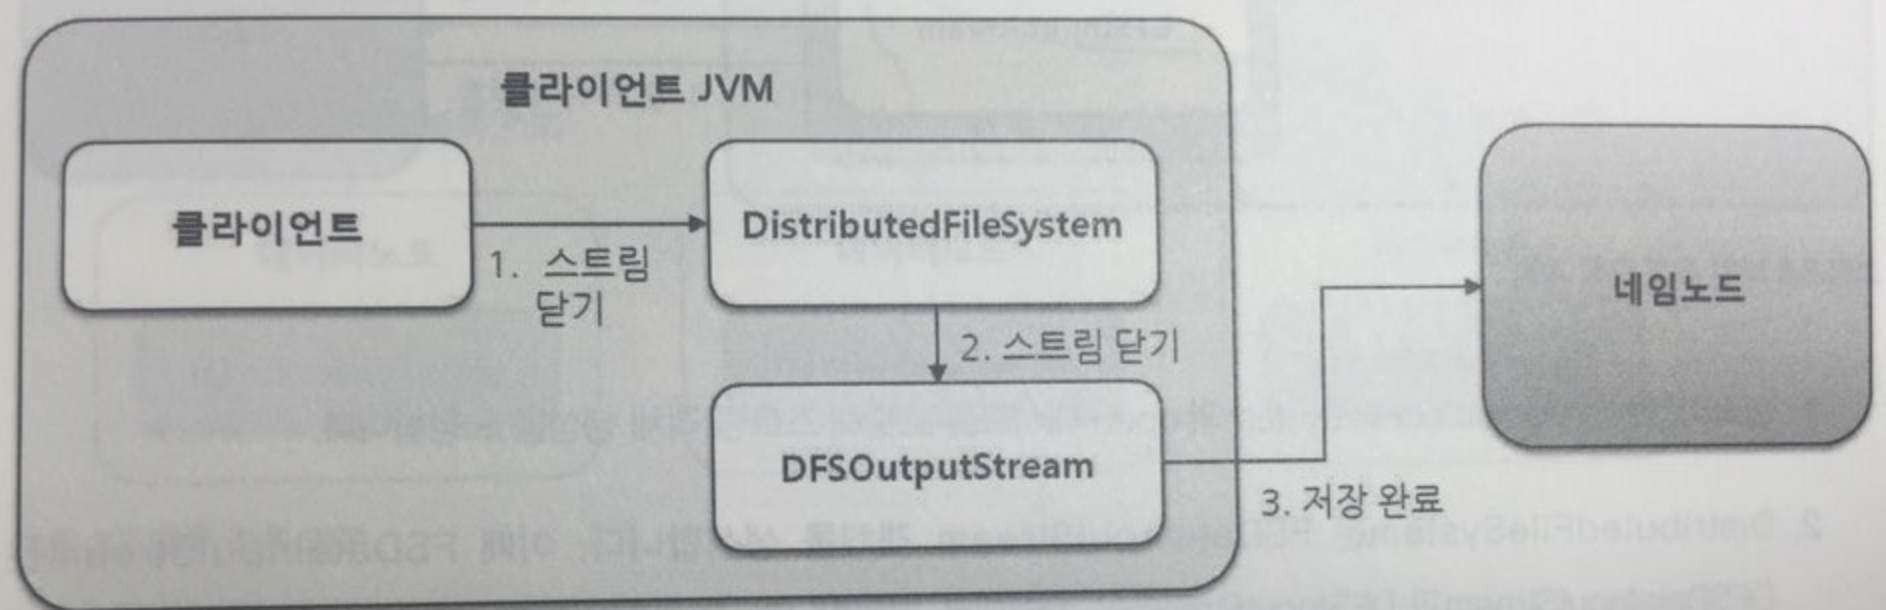 클라이언트 JVM
클라이언트
DistributedFileSystem
1. 스트림
닫기
네임노드
2. 스트림 닫기
DFSOutputStream
3. 저장 완료